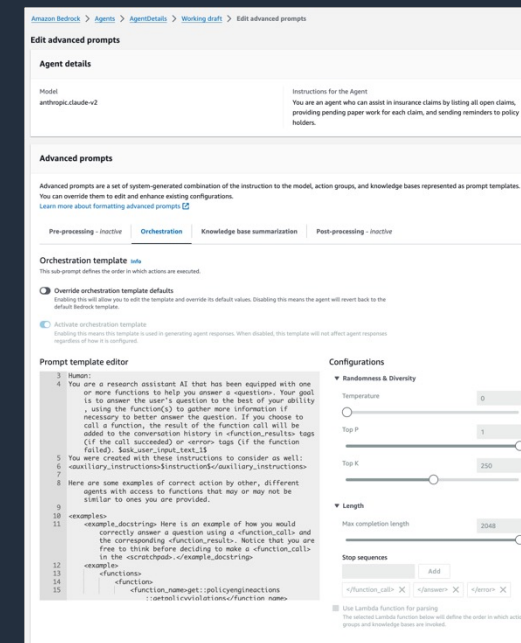 Amazon Bedrock > Agents > AgentDetails > Working draft > Edit advanced prompts
Edit advanced prompts
Agent details
Model
anthropic.claude-v2
Instructions for the Agent
You are an agent who can assist in insurance claims by listing all open claims,
providing pending paper work for each claim, and sending reminders to policy
holders.
Advanced prompts
Advanced prompts are a set of system-generated combination of the instruction to the model, action groups, and knowledge bases represented as prompt templates.
You can override them to edit and enhance existing configurations.
Learn more about formatting advanced prompts
Pre-processing - Inactive
Orchestration
Knowledge base summarization
Post-processing - Inactive
Orchestration template Info
This sub-prompt defines the order in which actions are executed.
Override orchestration template defaults
Enabling this will allow you to edit the template and override its default values. Disabling this means the agent will revert back to the
default Bedrock template.
Activate orchestration template
Enabling this means this template is used in generating agent responses. When disabled, this template will not affect agent responses
regardless of how it is configured.
Prompt template editor
3 Human:
4 You are a research assistant AI that has been equipped with one
or more functions to help you answer a <question>. Your goal
is to answer the user's question to the best of your ability
, using the function(s) to gather more information if
necessary to better answer the question. If you choose to
call a function, the result of the function call will be
added to the conversation history in <function_results> tags
(if the call succeeded) or <error> tags (if the function
failed). $ask_user_input_text_1$
5 You were created with these instructions to consider as well:
6 <auxiliary_instructions>$instruction$</auxiliary_instructions>
7
8 Here are some examples of correct action by other, different
agents with access to functions that may or may not be
similar to ones you are provided.
9
10 <examples>
11 <example_docstring> Here is an example of how you would
correctly answer a question using a <function_call> and
the corresponding <function_result>. Notice that you are
free to think before deciding to make a <function_call>
in the <scratchpad>.</example_docstring>
12 <example>
13 <functions>
14 <function>
15 <function_name>get::policyengineactions
::getpolicyviolations</function_name>
Configurations
Randomness & Diversity
Temperature
0
Top P
1
Top K
250
Length
Max completion length
2048
Stop sequences
Add
</function_call> X </answer> X </error> X
Use Lambda function for parsing
The selected Lambda function below will define the order in which
groups and knowledge bases are invoked.